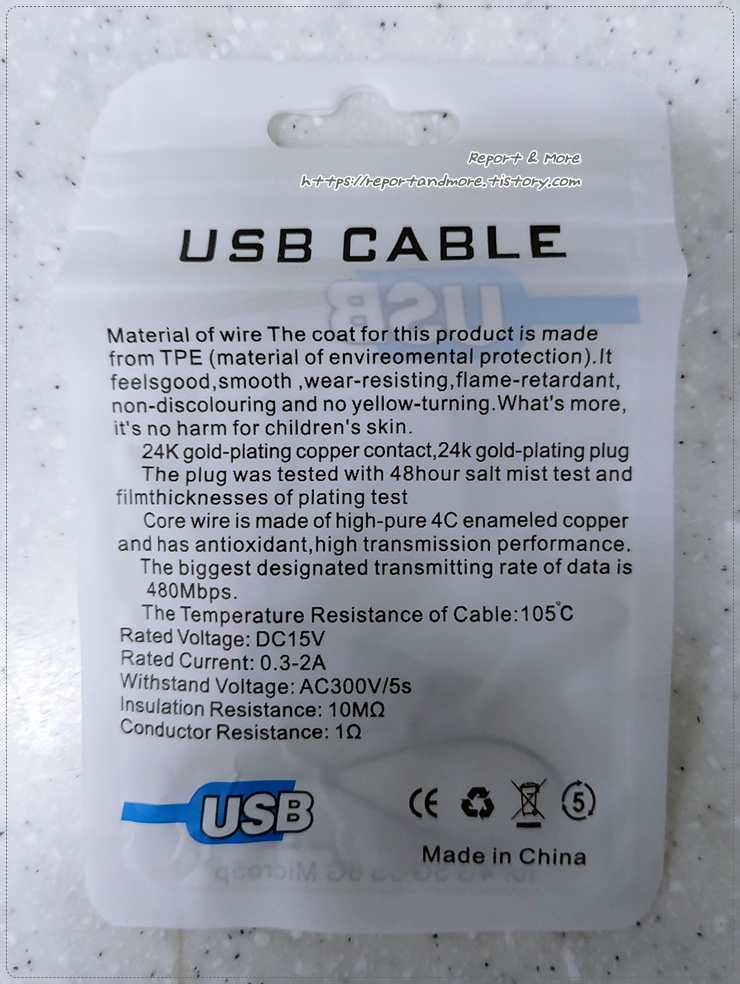 Report & More
https://reportandmore.tistory.com
USB CABLE
USB
Material of wire The coat for this product is made
from TPE (material of envireomental protection).It
feelsgood,smooth ,wear-resisting,flame-retardant,
non-discolouring and no yellow-turning.What's more,
it's no harm for children's skin.
24K gold-plating copper contact,24k gold-plating plug
The plug was tested with 48hour salt mist test and
filmthicknesses of plating test
Core wire is made of high-pure 4C enameled copper
and has antioxidant,high transmission performance.
The biggest designated transmitting rate of data is
480Mbps.
The Temperature Resistance of Cable:105°C
Rated Voltage: DC15V
Rated Current: 0.3-2A
Withstand Voltage: AC300V/5s
Insulation Resistance: 10MΩ
Conductor Resistance: 1Ω
USB
CE
5
Made in China